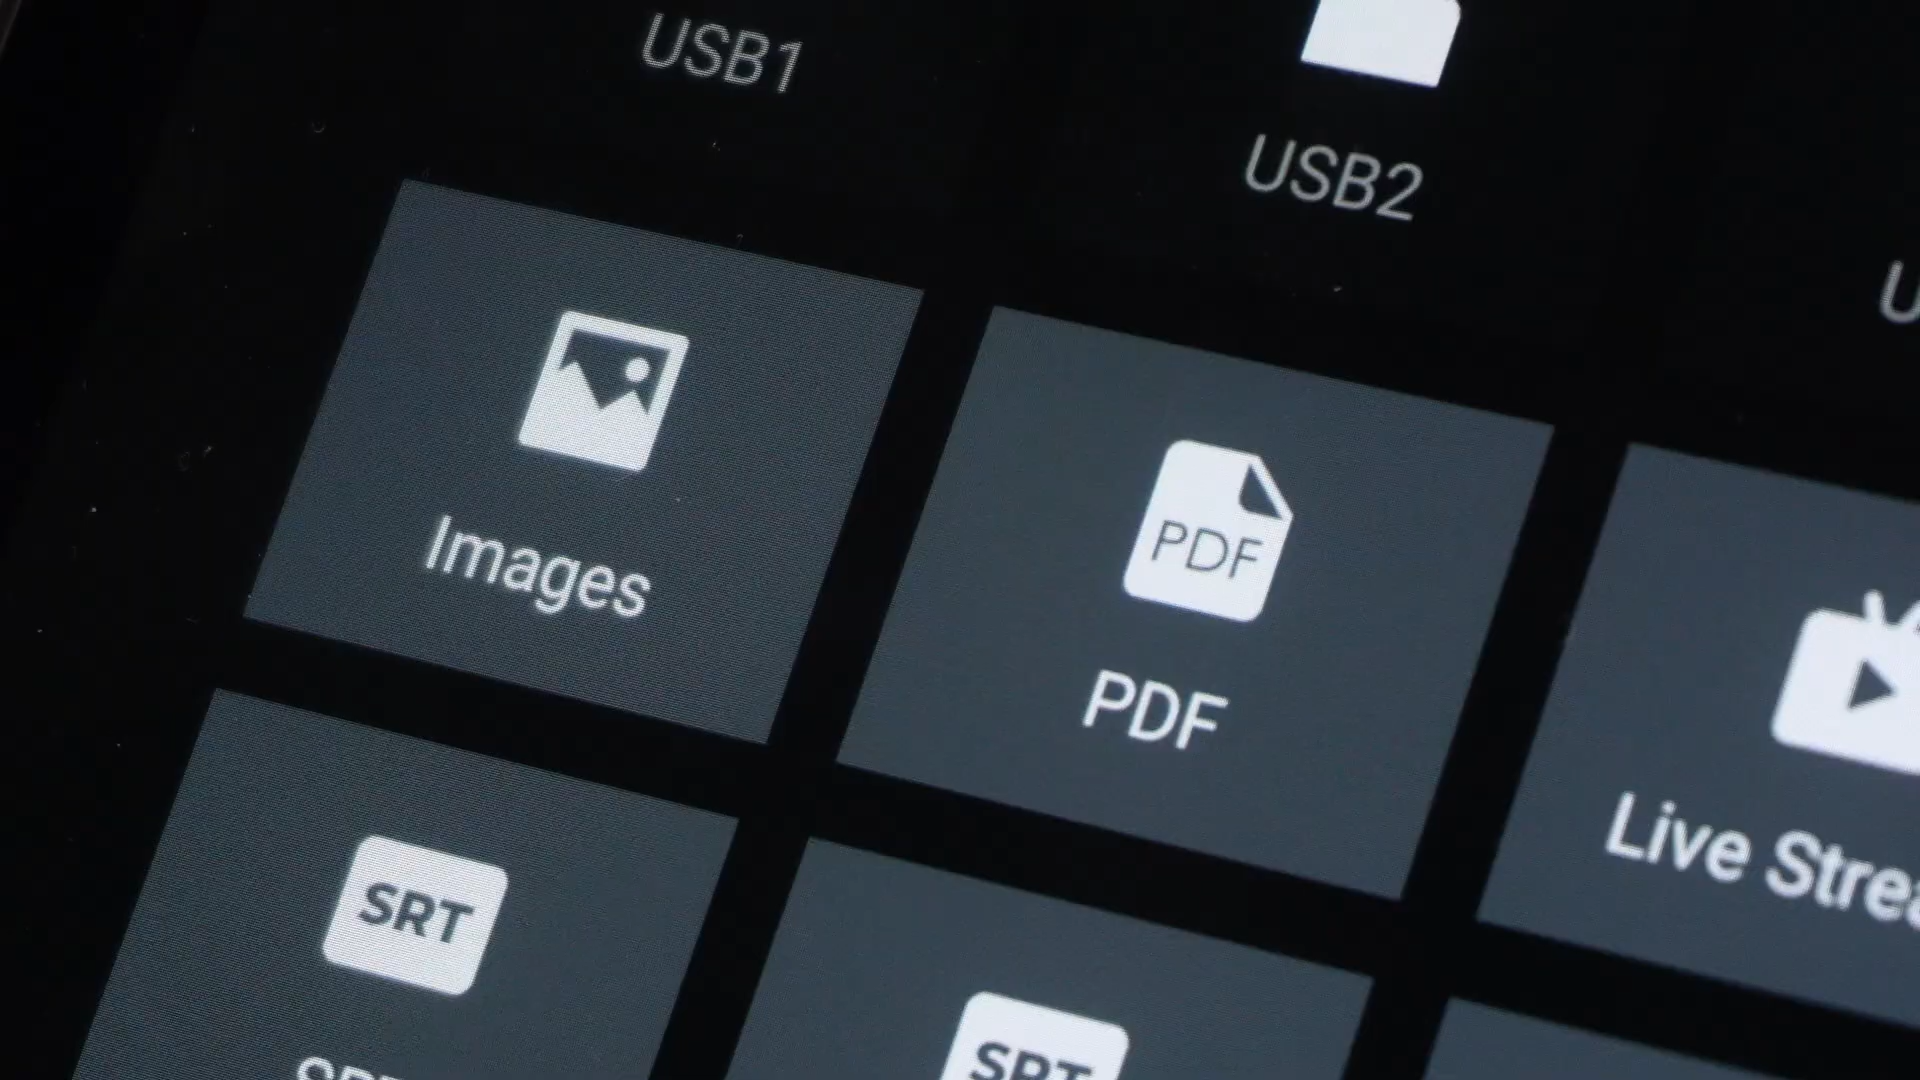 USB1
USB2
Images
PDF
PDF
Live Strea
SRT
SRT